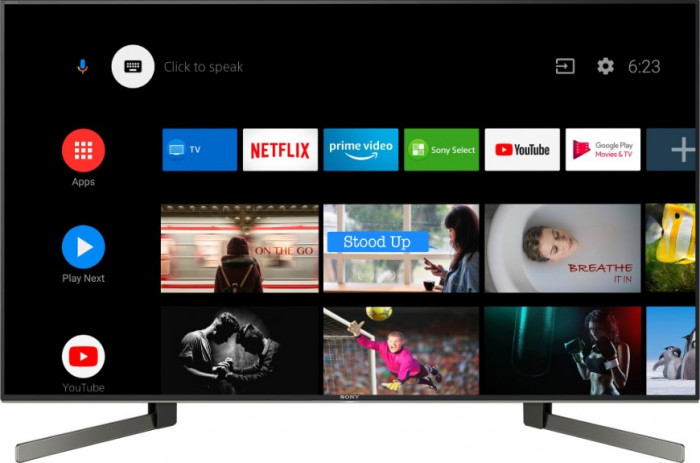 Click to speak
6:23
Apps
TV
NETFLIX
prime video
Sony Select
YouTube
Google Play
Movies & TV
Play Next
ON THE GO
Stood Up
BREATHE
IT IN
YouTube
SONY